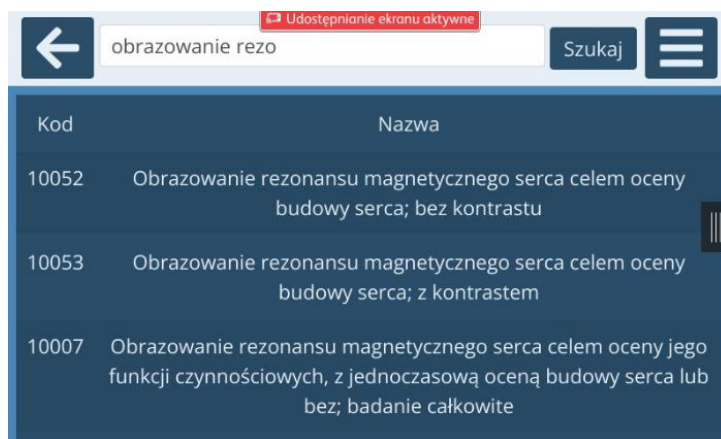 Udostępnianie ekranu aktywne
obrazowanie rezo
Szukaj
Kod Nazwa
10052 Obrazowanie rezonansu magnetycznego serca celem oceny
budowy serca; bez kontrastu
10053 Obrazowanie rezonansu magnetycznego serca celem oceny
budowy serca; z kontrastem
10007 Obrazowanie rezonansu magnetycznego serca celem oceny jego
funkcji czynnościowych, z jednoczasową oceną budowy serca lub
bez; badanie całkowite